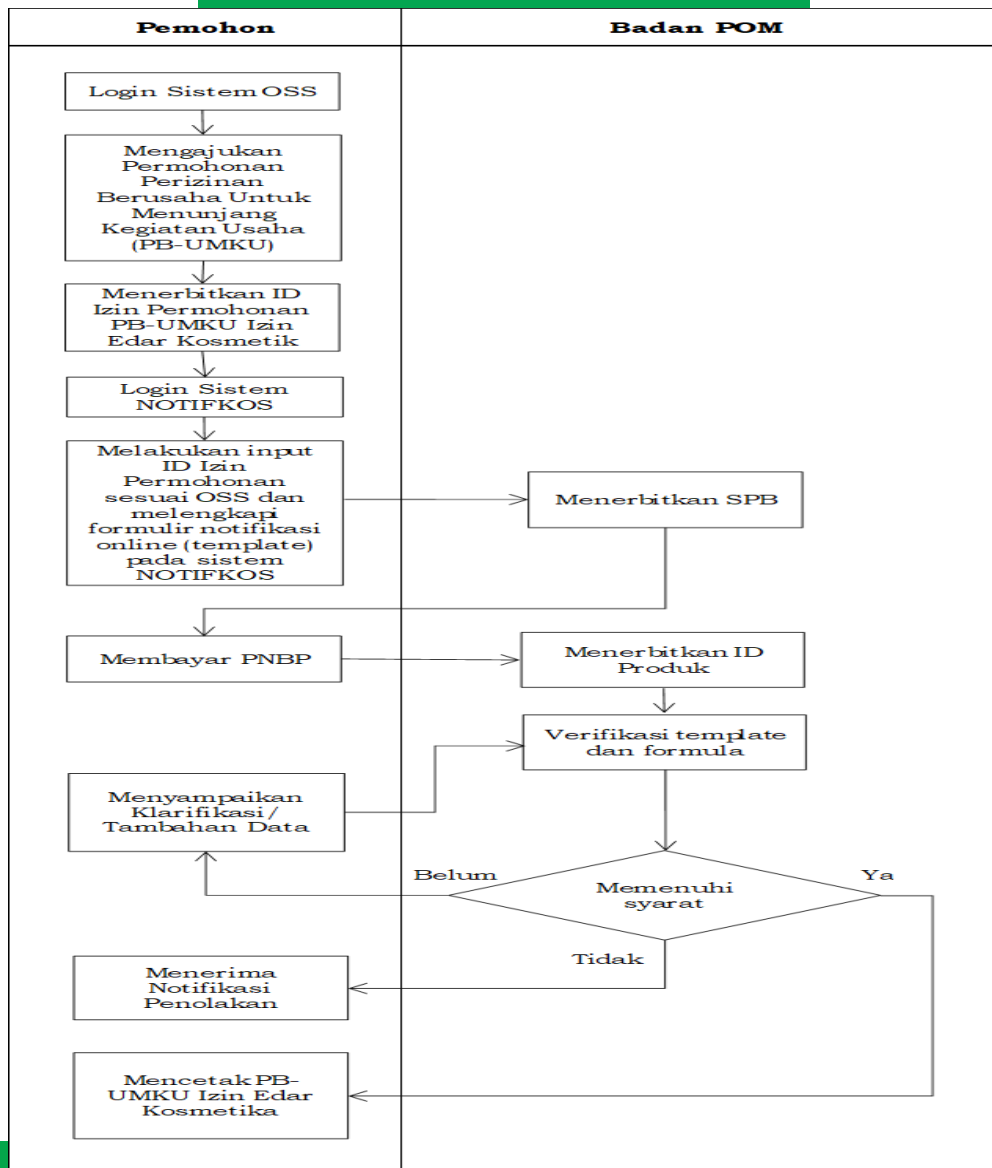 Pemohon
Badan POM
Login Sistem OSS
Mengajukan
Permohonan
Perizinan
Berusaha Untuk
Menunjang
Kegiatan Usaha
(PB-UMKU)
Menerbitkan ID
Izin Permohonan
PB-UMKU Izin
Edar Kosmetik
Login Sistem
NOTIFKOS
Melakukan input
ID Izin
Permohonan
sesuai OSS dan
melengkapi
formulir notifikasi
online (template)
pada sistem
NOTIFKOS
Menerbitkan SPB
Membayar PNBP
Menerbitkan ID
Produk
Verifikasi template
dan formula
Menyampaikan
Klarifikasi/
Tambahan Data
Belum
Memenuhi
syarat
Ya
Tidak
Menerima
Notifikasi
Penolakan
Mencetak PB-
UMKU Izin Edar
Kosmetika